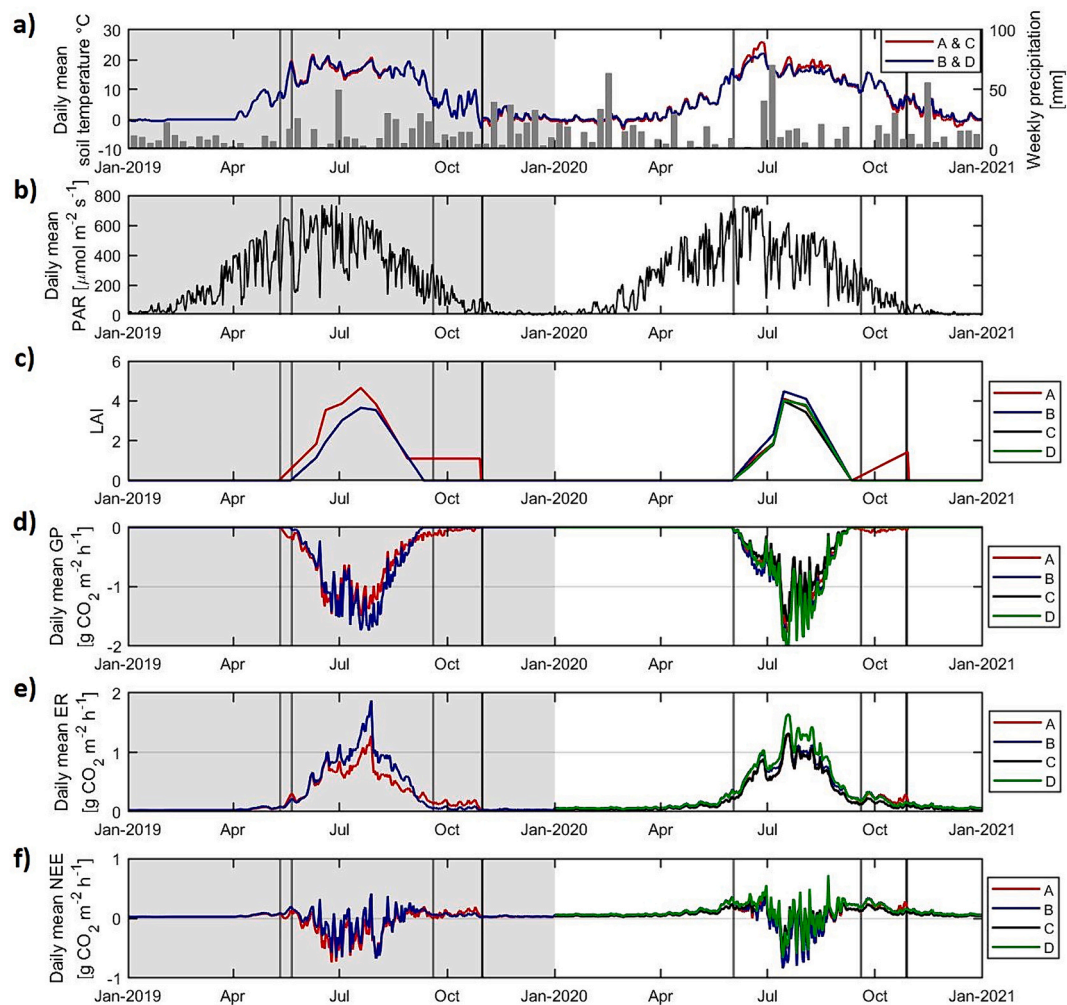 a)
Daily mean
soil temperature °C
30
20
10
0
-10
A & C
B & D
100
50
0
Weekly precipitation
[mm]
Jan-2019 Apr Jul Oct Jan-2020 Apr Jul Oct Jan-2021
b)
Daily mean
PAR [μmol m⁻² s⁻¹]
800
600
400
200
0
Jan-2019 Apr Jul Oct Jan-2020 Apr Jul Oct Jan-2021
c)
LAI
6
4
2
0
A
B
C
D
Jan-2019 Apr Jul Oct Jan-2020 Apr Jul Oct Jan-2021
d)
Daily mean GP
[g CO₂ m⁻² h⁻¹]
0
-1
-2
A
B
C
D
Jan-2019 Apr Jul Oct Jan-2020 Apr Jul Oct Jan-2021
e)
Daily mean ER
[g CO₂ m⁻² h⁻¹]
2
1
0
A
B
C
D
Jan-2019 Apr Jul Oct Jan-2020 Apr Jul Oct Jan-2021
f)
Daily mean NEE
[g CO₂ m⁻² h⁻¹]
1
0
-1
A
B
C
D
Jan-2019 Apr Jul Oct Jan-2020 Apr Jul Oct Jan-2021